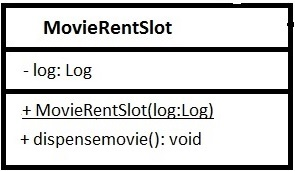 MovieRentSlot
- log: Log
+ MovieRentSlot(log:Log)
+ dispensemovie(): void